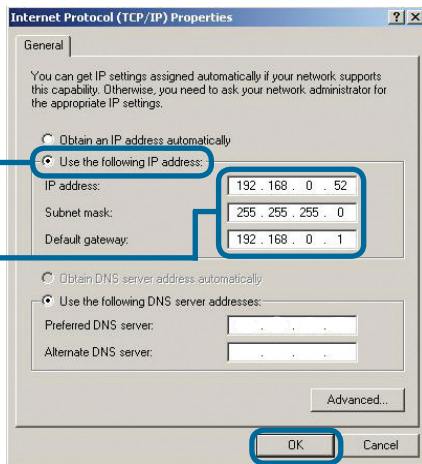 Internet Protocol (TCP/IP) Properties
General
You can get IP settings assigned automatically if your network supports
this capability. Otherwise, you need to ask your network administrator for
the appropriate IP settings.
Obtain an IP address automatically
Use the following IP address:
IP address: 192 . 168 . 0 . 52
Subnet mask: 255 . 255 . 255 . 0
Default gateway: 192 . 168 . 0 . 1
Obtain DNS server address automatically
Use the following DNS server addresses:
Preferred DNS server: . . .
Alternate DNS server: . . .
Advanced...
OK Cancel